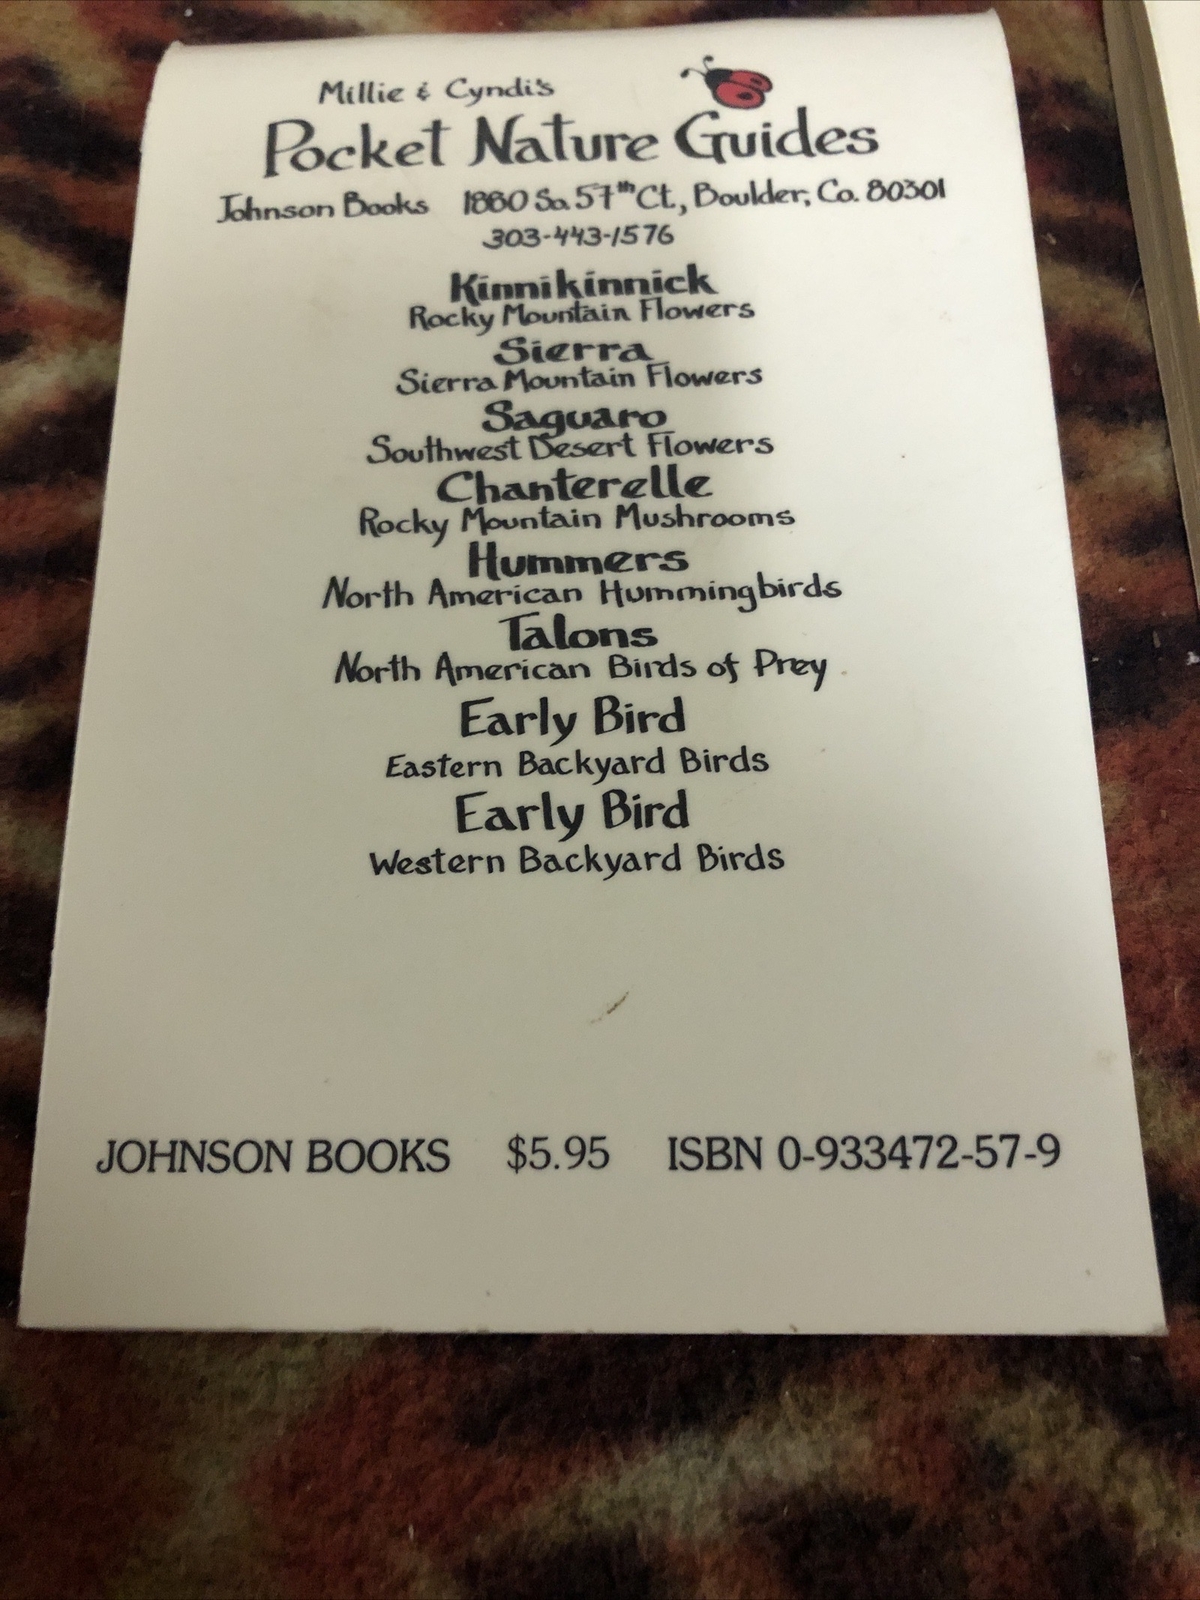 Millie & Cyndi's
Pocket Nature Guides
Johnson Books 1880 So. 57th Ct., Boulder, Co. 80301
303-443-1576
Kinnikinnick
Rocky Mountain Flowers
Sierra
Sierra Mountain Flowers
Saguaro
Southwest Desert Flowers
Chanterelle
Rocky Mountain Mushrooms
Hummers
North American Hummingbirds
Talons
North American Birds of Prey
Early Bird
Eastern Backyard Birds
Early Bird
Western Backyard Birds
JOHNSON BOOKS $5.95 ISBN 0-933472-57-9